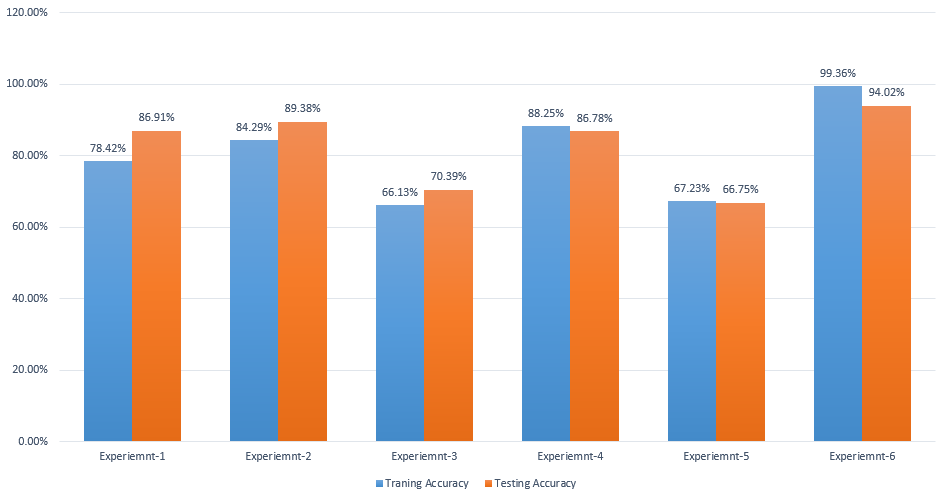 120.00%
100.00%
80.00%
60.00%
40.00%
20.00%
0.00%
78.42%
86.91%
84.29%
89.38%
66.13%
70.39%
88.25%
86.78%
67.23%
66.75%
99.36%
94.02%
Experiemnt-1
Experiemnt-2
Experiemnt-3
Experiemnt-4
Experiemnt-5
Experiemnt-6
Traning Accuracy
Testing Accuracy